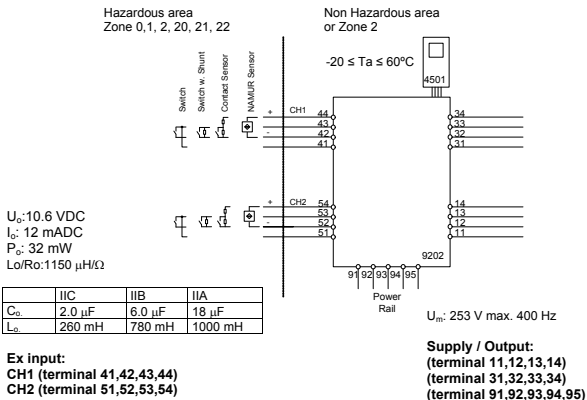 Hazardous area
Zone 0,1, 2, 20, 21, 22
Non Hazardous area
or Zone 2
-20 ≤ Ta ≤ 60ºC
4501
Switch
Switch w. Shunt
Contact Sensor
NAMUR Sensor
+ CH1 44
43
- 42
41
34
33
32
31
+ CH2 54
53
- 52
51
14
13
12
11
9202
91 92 93 94 95
Power
Rail
Uo:10.6 VDC
Io: 12 mADC
Po: 32 mW
Lo/Ro:1150 μH/Ω
IIC IIB IIA
Co. 2.0 μF 6.0 μF 18 μF
Lo. 260 mH 780 mH 1000 mH
Um: 253 V max. 400 Hz
Ex input:
CH1 (terminal 41,42,43,44)
CH2 (terminal 51,52,53,54)
Supply / Output:
(terminal 11,12,13,14)
(terminal 31,32,33,34)
(terminal 91,92,93,94,95)